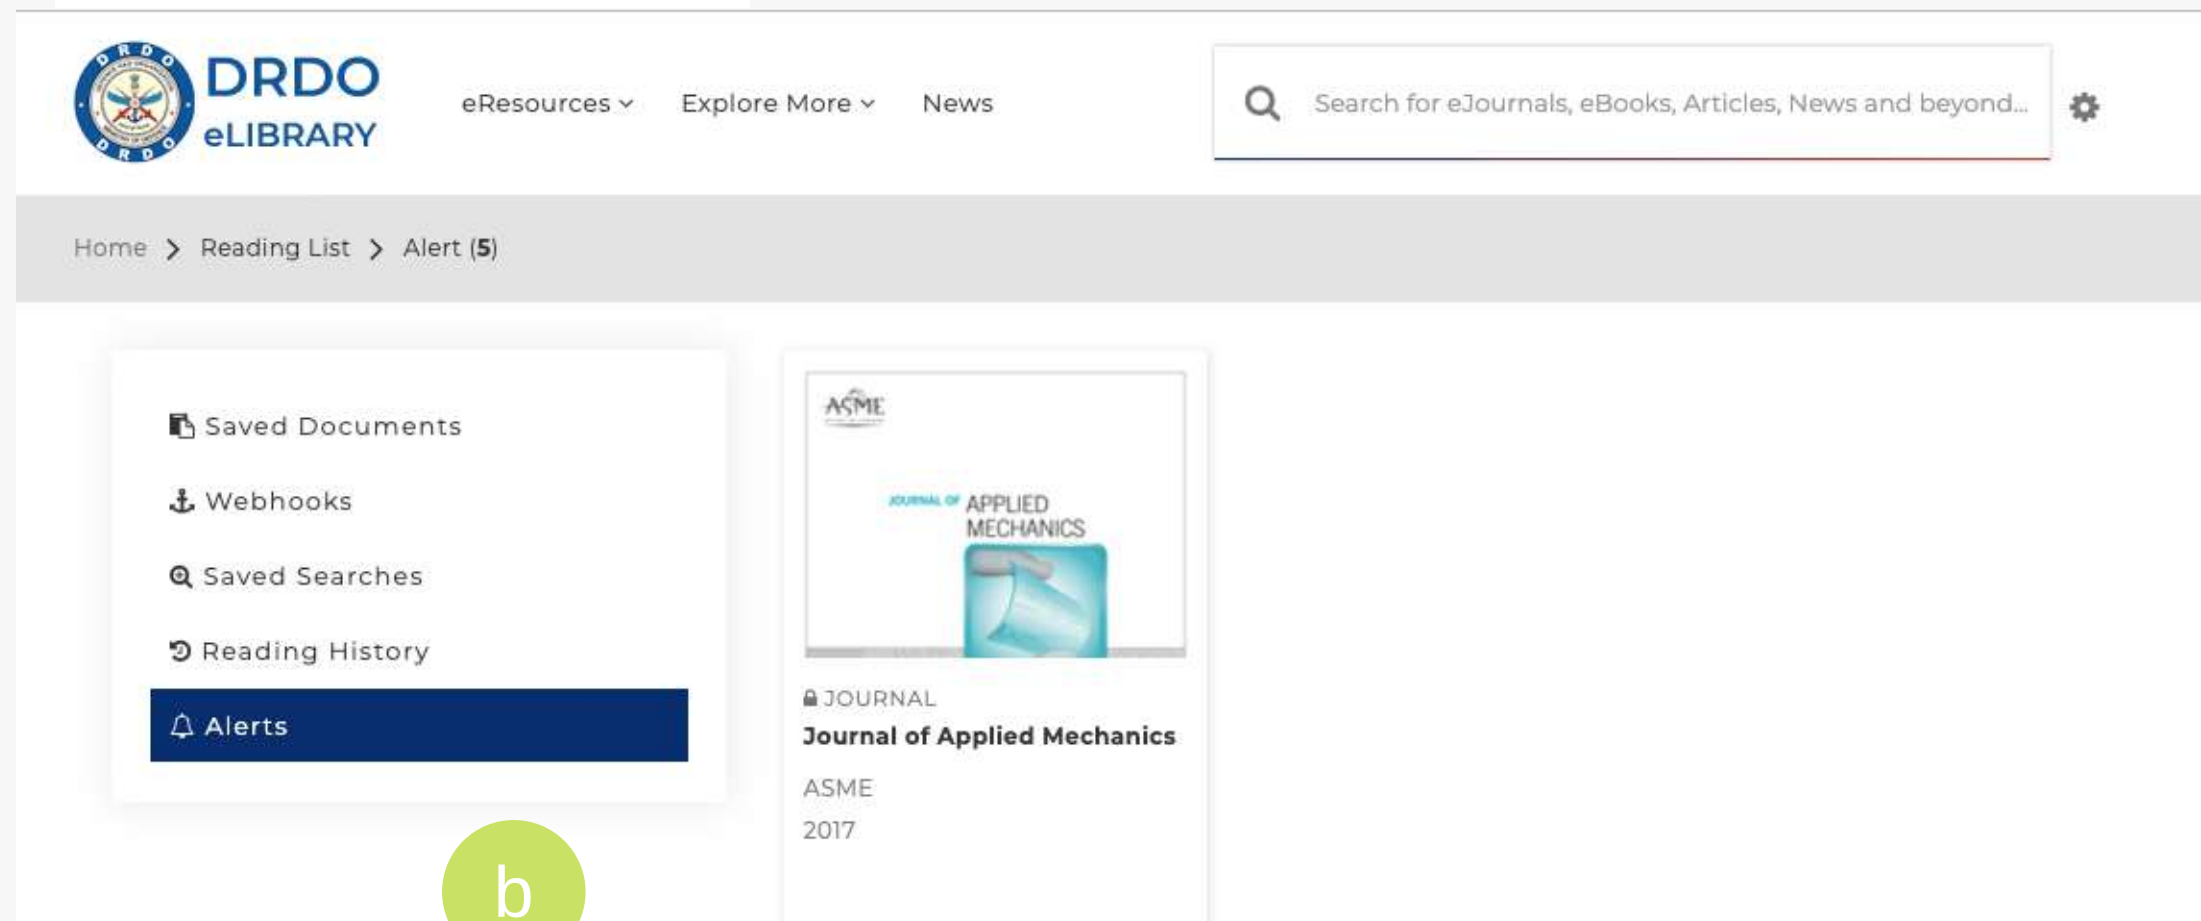 DRDO
eLIBRARY
eResources
Explore More
News
Search for eJournals, eBooks, Articles, News and beyond...
Home > Reading List > Alert (5)
Saved Documents
Webhooks
Saved Searches
Reading History
Alerts
ASME
JOURNAL OF APPLIED
MECHANICS
JOURNAL
Journal of Applied Mechanics
ASME
2017
b